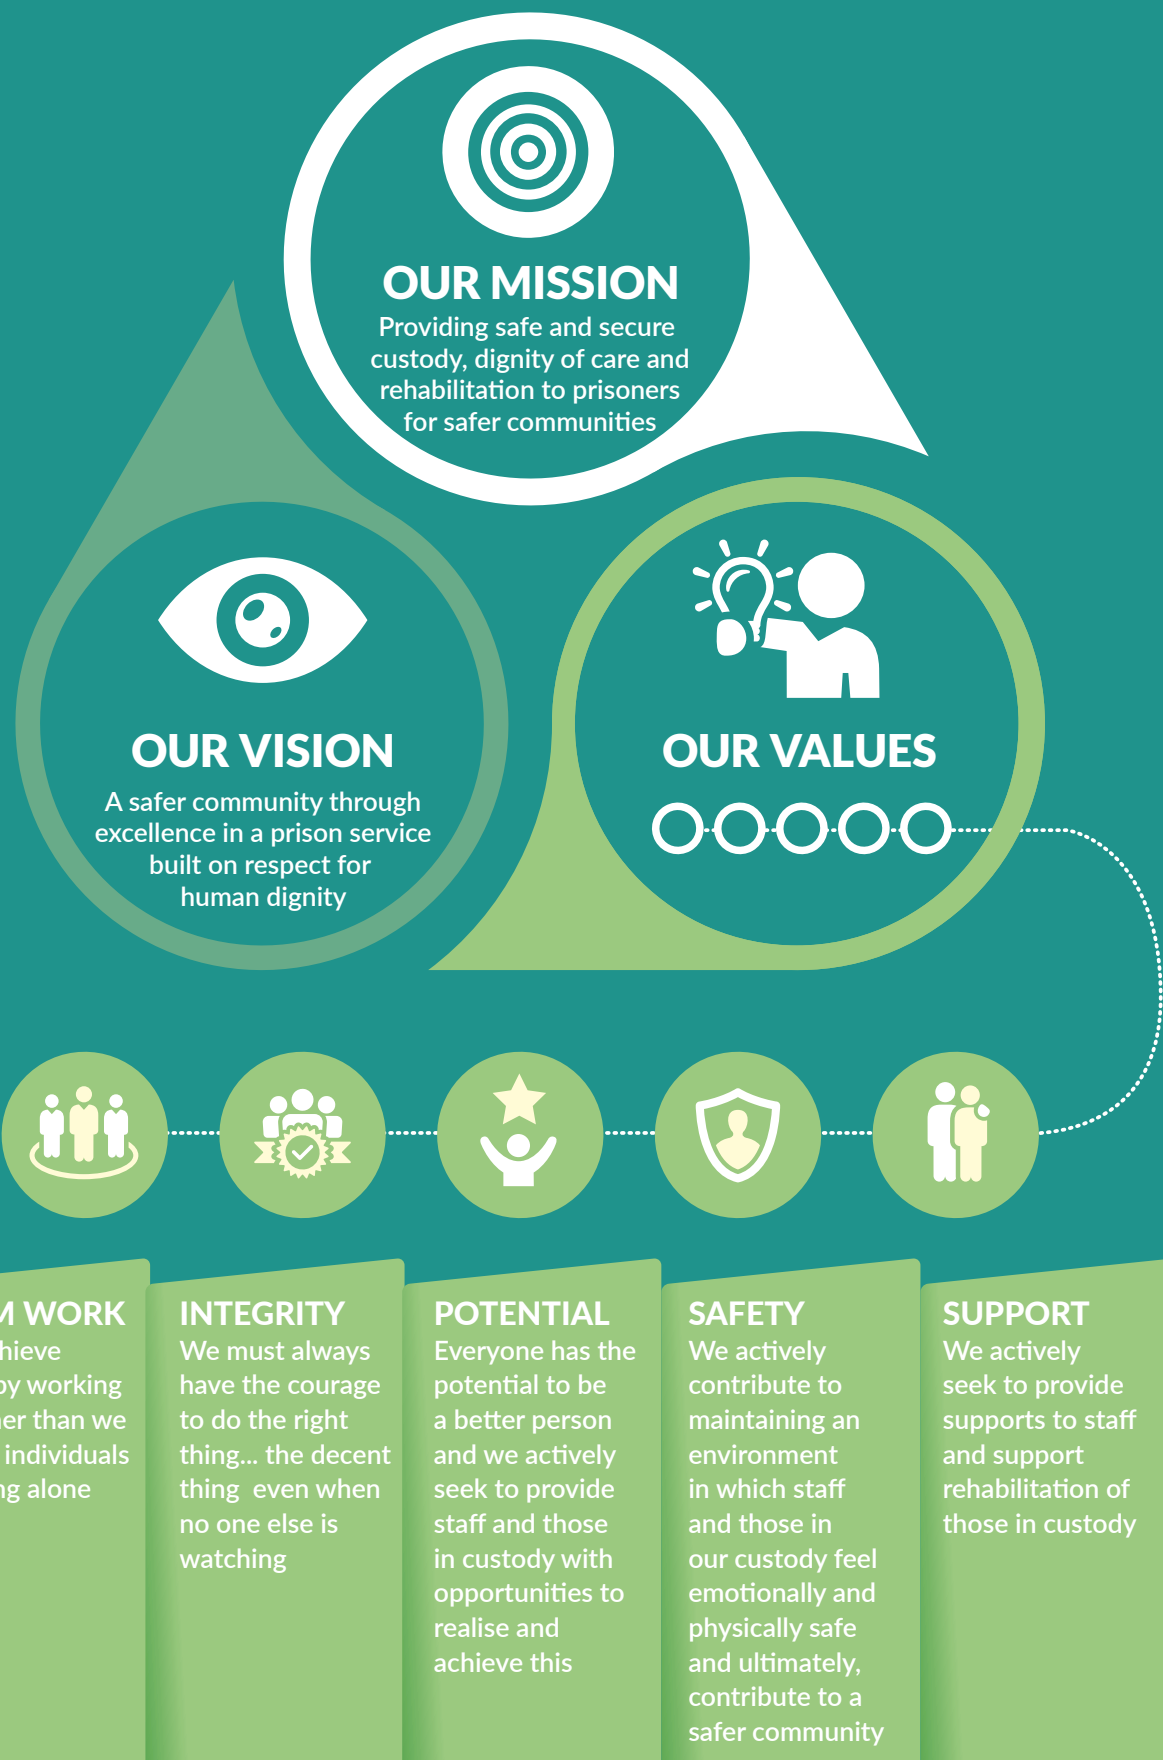 OUR MISSION
Providing safe and secure
custody, dignity of care and
rehabilitation to prisoners
for safer communities
OUR VISION
A safer community through
excellence in a prison service
built on respect for
human dignity
OUR VALUES
WORK
by working
than we
individuals
alone
INTEGRITY
We must always
have the courage
to do the right
thing... the decent
thing  even when
no one else is
watching
POTENTIAL
Everyone has the
potential to be
a better person
and we actively
seek to provide
staff and those
in custody with
opportunities to
realise and
achieve this
SAFETY
We actively
contribute to
maintaining an
environment
in which staff
and those in
our custody feel
emotionally and
physically safe
and ultimately,
contribute to a
safer community
SUPPORT
We actively
seek to provide
supports to staff
and support
rehabilitation of
those in custody